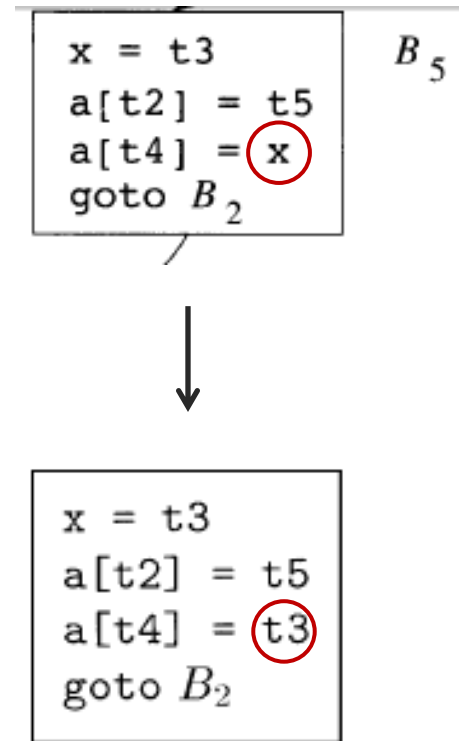 x = t3
B5
a[t2] = t5
a[t4] = x
goto B2
x = t3
a[t2] = t5
a[t4] = t3
goto B2